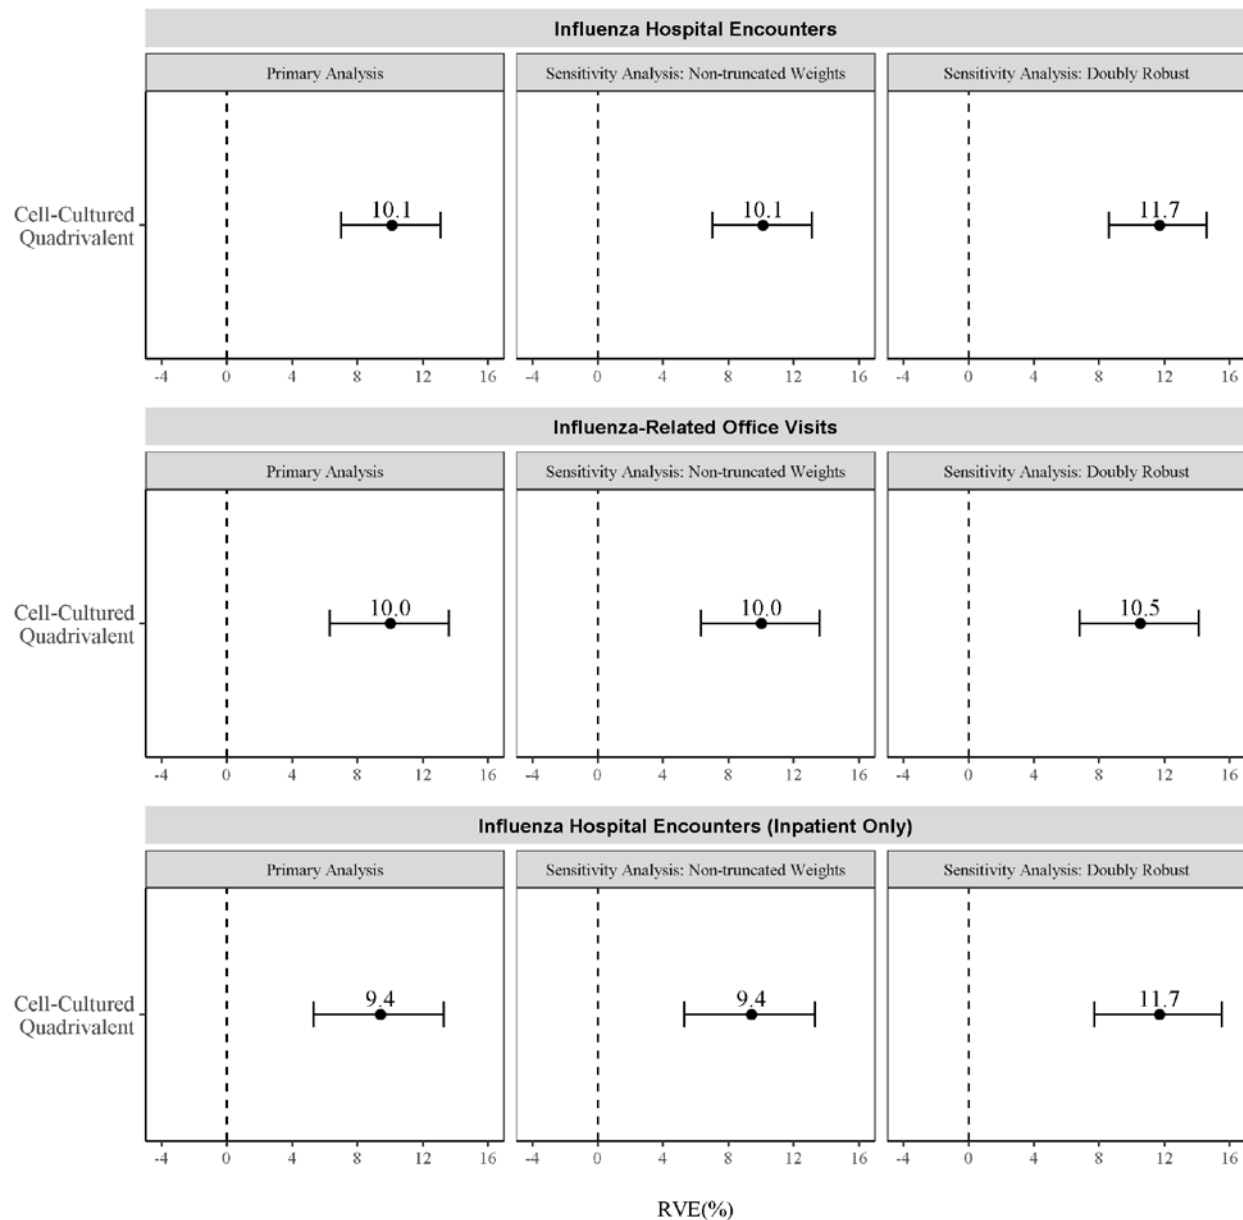 Influenza Hospital Encounters
Primary Analysis
Sensitivity Analysis: Non-truncated Weights
Sensitivity Analysis: Doubly Robust
Cell-Cultured
Quadrivalent
10.1
10.1
11.7
-4 0 4 8 12 16
-4 0 4 8 12 16
-4 0 4 8 12 16
Influenza-Related Office Visits
Primary Analysis
Sensitivity Analysis: Non-truncated Weights
Sensitivity Analysis: Doubly Robust
Cell-Cultured
Quadrivalent
10.0
10.0
10.5
-4 0 4 8 12 16
-4 0 4 8 12 16
-4 0 4 8 12 16
Influenza Hospital Encounters (Inpatient Only)
Primary Analysis
Sensitivity Analysis: Non-truncated Weights
Sensitivity Analysis: Doubly Robust
Cell-Cultured
Quadrivalent
9.4
9.4
11.7
-4 0 4 8 12 16
-4 0 4 8 12 16
-4 0 4 8 12 16
RVE(%)